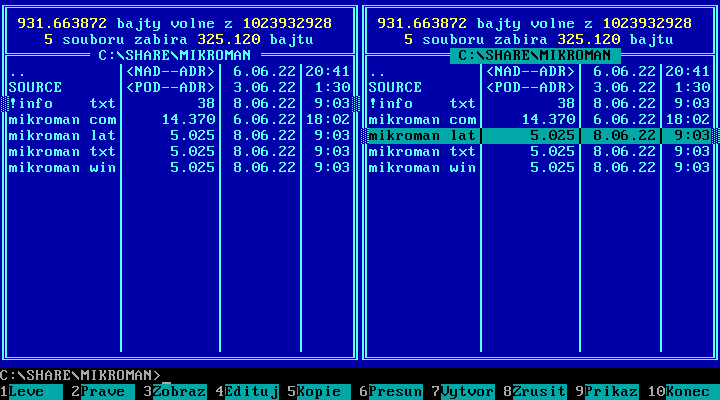 931.663872 bajty volne z 1023932928
5 souboru zabira 325.120 bajtu
C:\SHARE\MIKROMAN
.. <NAD--ADR> 6.06.22 20:41
SOURCE <POD--ADR> 3.06.22 1:30
!info txt 38 8.06.22 9:03
mikroman com 14.370 6.06.22 18:02
mikroman lat 5.025 8.06.22 9:03
mikroman txt 5.025 8.06.22 9:03
mikroman win 5.025 8.06.22 9:03
931.663872 bajty volne z 1023932928
5 souboru zabira 325.120 bajtu
C:\SHARE\MIKROMAN
.. <NAD--ADR> 6.06.22 20:41
SOURCE <POD--ADR> 3.06.22 1:30
!info txt 38 8.06.22 9:03
mikroman com 14.370 6.06.22 18:02
mikroman lat 5.025 8.06.22 9:03
mikroman txt 5.025 8.06.22 9:03
mikroman win 5.025 8.06.22 9:03
C:\SHARE\MIKROMAN>_
1Leve 2Prave 3Zobraz 4Edituj 5Kopie 6Presun 7Vytvor 8Zrusit 9Prikaz 10Konec